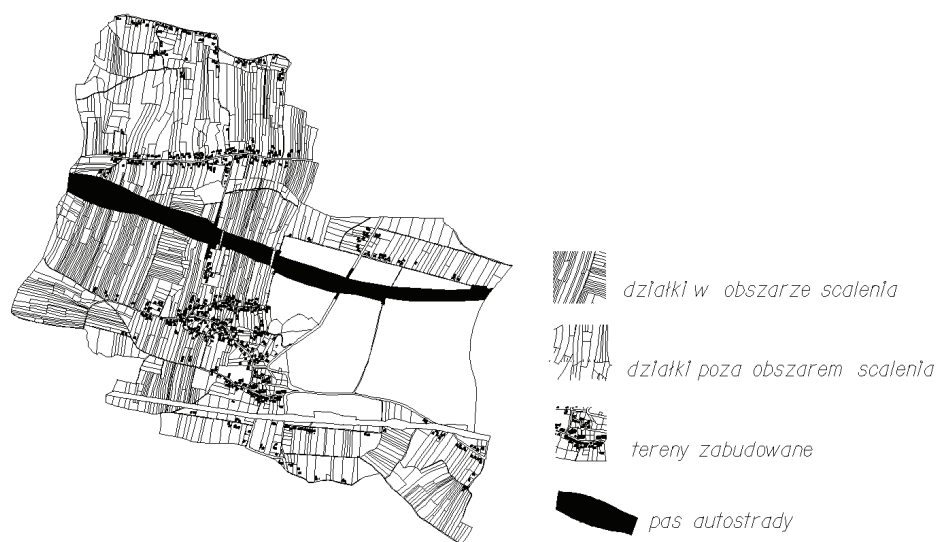 działki w obszarze scalenia
działki poza obszarem scalenia
tereny zabudowane
pas autostrady